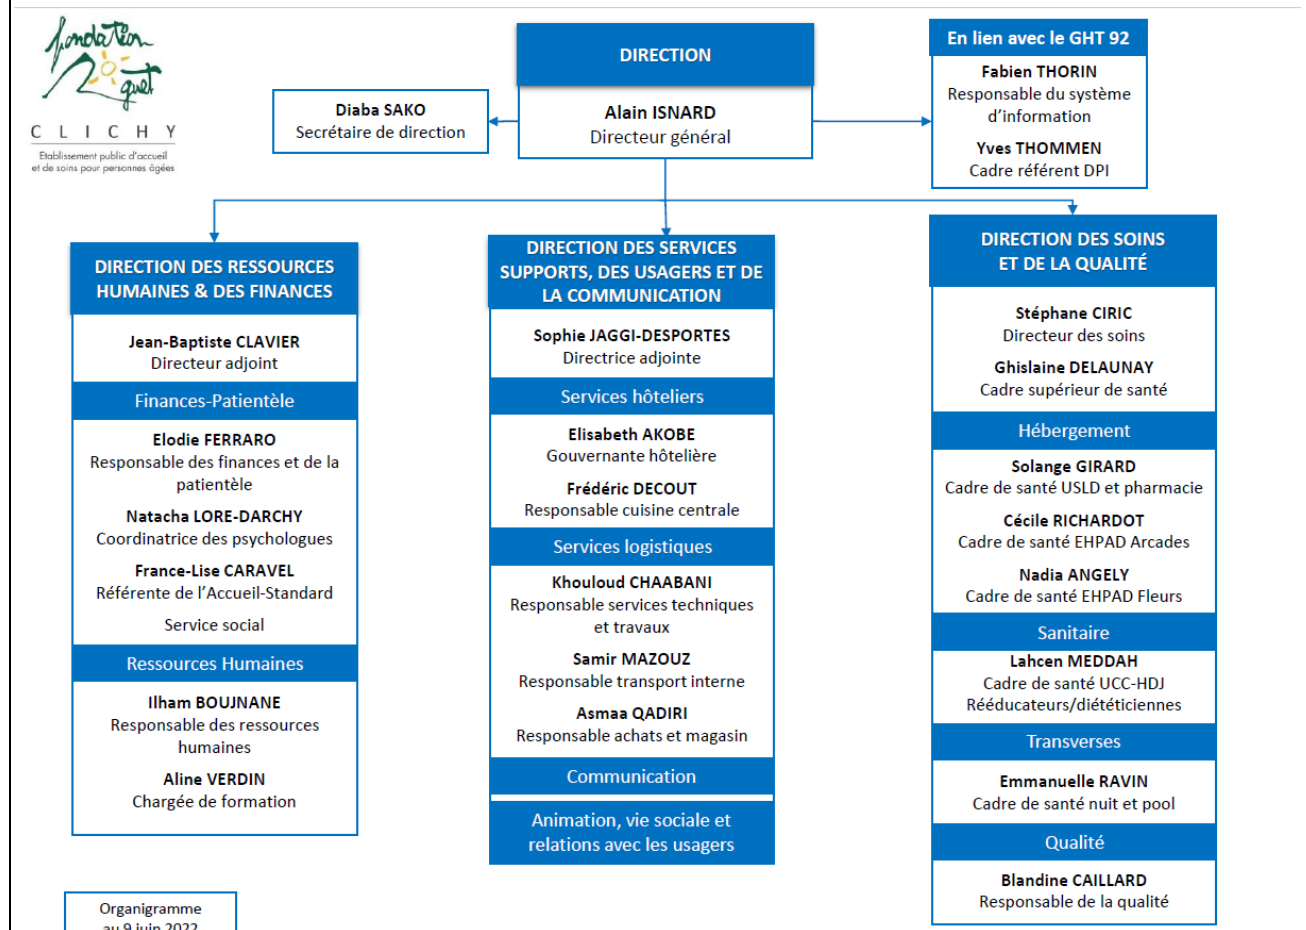 fondation
Roguet
CLICHY
Etablissement public d'accueil
et de soins pour personnes âgées
DIRECTION
Alain ISNARD
Directeur général
Diaba SAKO
Secrétaire de direction
En lien avec le GHT 92
Fabien THORIN
Responsable du système
d'information
Yves THOMMEN
Cadre référent DPI
DIRECTION DES RESSOURCES
HUMAINES & DES FINANCES
Jean-Baptiste CLAVIER
Directeur adjoint
Finances-Patientèle
Elodie FERRARO
Responsable des finances et de la
patientèle
Natacha LORE-DARCHY
Coordinatrice des psychologues
France-Lise CARAVEL
Référente de l'Accueil-Standard
Service social
Ressources Humaines
Ilham BOUJNANE
Responsable des ressources
humaines
Aline VERDIN
Chargée de formation
DIRECTION DES SERVICES
SUPPORTS, DES USAGERS ET DE
LA COMMUNICATION
Sophie JAGGI-DESPORTES
Directrice adjointe
Services hôteliers
Elisabeth AKOBE
Gouvernante hôtelière
Frédéric DECOUT
Responsable cuisine centrale
Services logistiques
Khouloud CHAABANI
Responsable services techniques
et travaux
Samir MAZOUZ
Responsable transport interne
Asmaa QADIRI
Responsable achats et magasin
Communication
Animation, vie sociale et
relations avec les usagers
DIRECTION DES SOINS
ET DE LA QUALITÉ
Stéphane CIRIC
Directeur des soins
Ghislaine DELAUNAY
Cadre supérieur de santé
Hébergement
Solange GIRARD
Cadre de santé USLD et pharmacie
Cécile RICHARDOT
Cadre de santé EHPAD Arcades
Nadia ANGELY
Cadre de santé EHPAD Fleurs
Sanitaire
Lahcen MEDDAH
Cadre de santé UCC-HDJ
Rééducateurs/diététiciennes
Transverses
Emmanuelle RAVIN
Cadre de santé nuit et pool
Qualité
Blandine CAILLARD
Responsable de la qualité
Organigramme
au 9 juin 2022